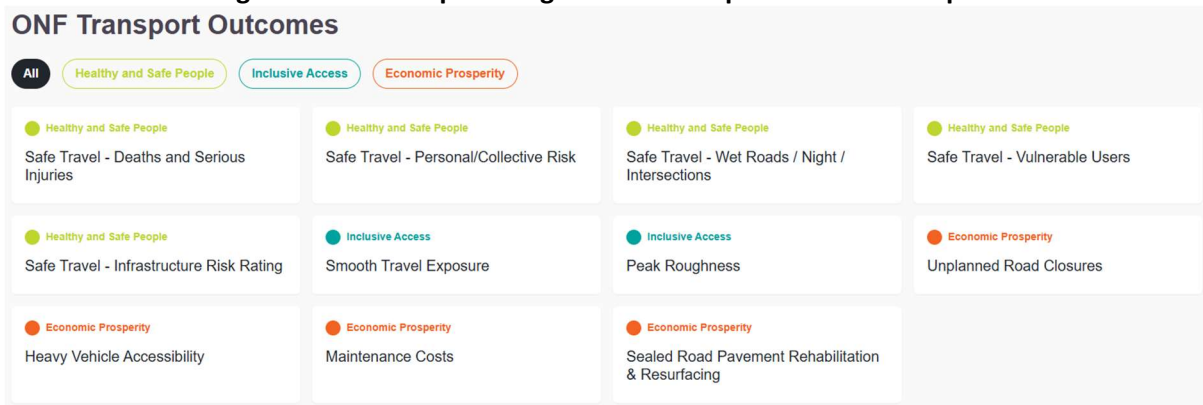 ONF Transport Outcomes
All
Healthy and Safe People
Inclusive Access
Economic Prosperity
Healthy and Safe People
Safe Travel - Deaths and Serious
Injuries
Healthy and Safe People
Safe Travel - Personal/Collective Risk
Healthy and Safe People
Safe Travel - Wet Roads / Night /
Intersections
Healthy and Safe People
Safe Travel - Vulnerable Users
Healthy and Safe People
Safe Travel - Infrastructure Risk Rating
Inclusive Access
Smooth Travel Exposure
Inclusive Access
Peak Roughness
Economic Prosperity
Unplanned Road Closures
Economic Prosperity
Heavy Vehicle Accessibility
Economic Prosperity
Maintenance Costs
Economic Prosperity
Sealed Road Pavement Rehabilitation
& Resurfacing